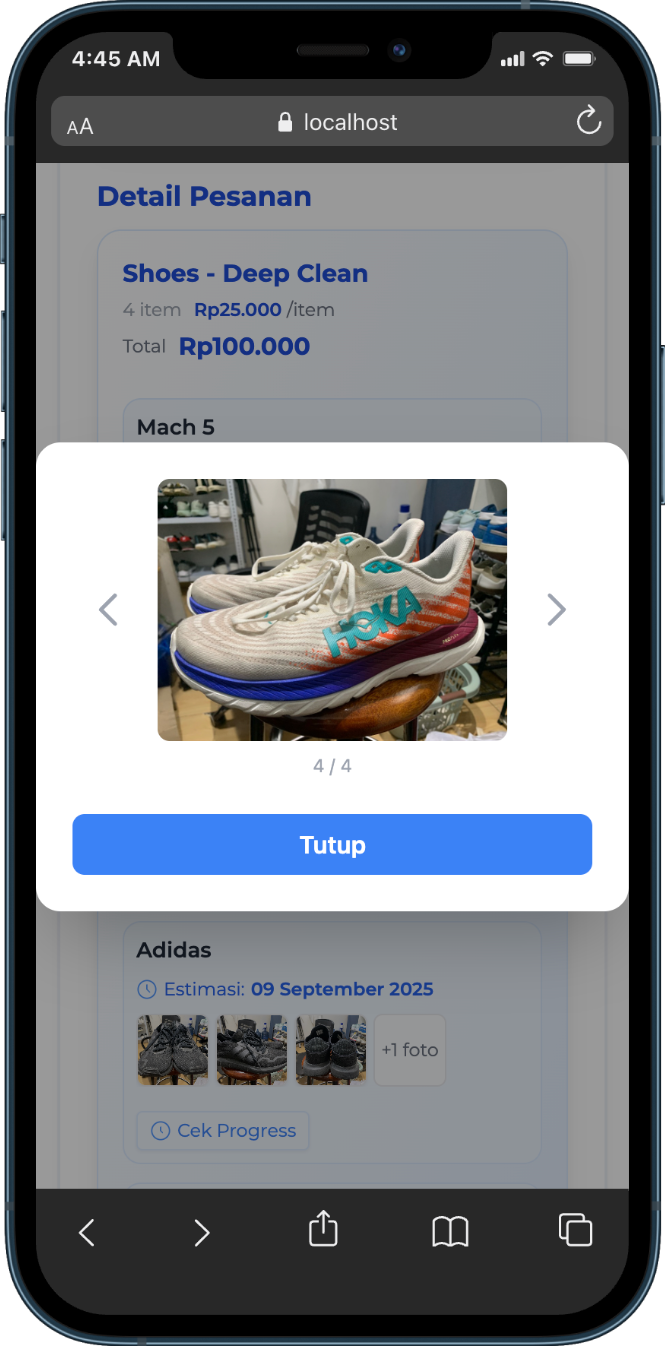 4:45 AM
AA localhost
Detail Pesanan
Shoes - Deep Clean
4 item Rp25.000 /item
Total Rp100.000
Mach 5
HOKA
4 / 4
Tutup
Adidas
Estimasi: 09 September 2025
+1 foto
Cek Progress